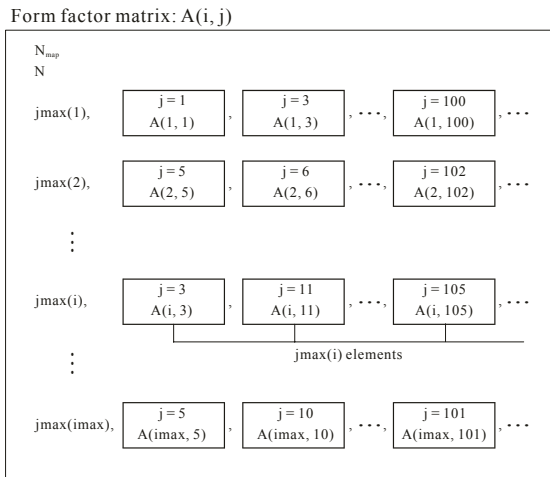 Form factor matrix: A(i, j)
Nmap
N
jmax(1), j = 1 A(1, 1) , j = 3 A(1, 3) , ···, j = 100 A(1, 100) , ···
jmax(2), j = 5 A(2, 5) , j = 6 A(2, 6) , ···, j = 102 A(2, 102) , ···
⋮
jmax(i), j = 3 A(i, 3) , j = 11 A(i, 11) , ···, j = 105 A(i, 105) , ···
jmax(i) elements
⋮
jmax(imax), j = 5 A(imax, 5) , j = 10 A(imax, 10) , ···, j = 101 A(imax, 101) , ···